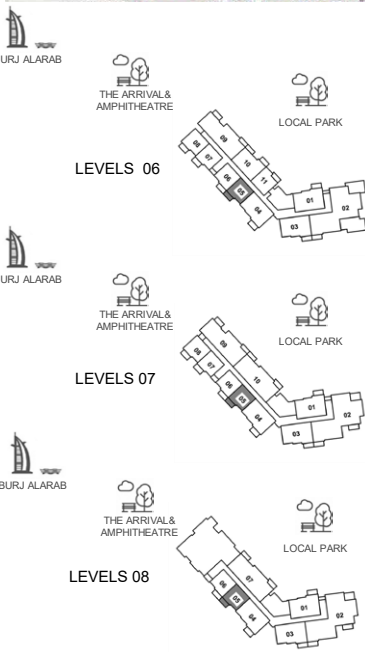 URJ ALARAB
THE ARRIVAL&
AMPHITHEATRE
LOCAL PARK
LEVELS 06
08
07
09
10
11
06
05
04
01
02
03
URJ ALARAB
THE ARRIVAL&
AMPHITHEATRE
LOCAL PARK
LEVELS 07
08
07
09
10
06
05
04
01
02
03
BURJ ALARAB
THE ARRIVAL&
AMPHITHEATRE
LOCAL PARK
LEVELS 08
06
07
05
04
01
02
03